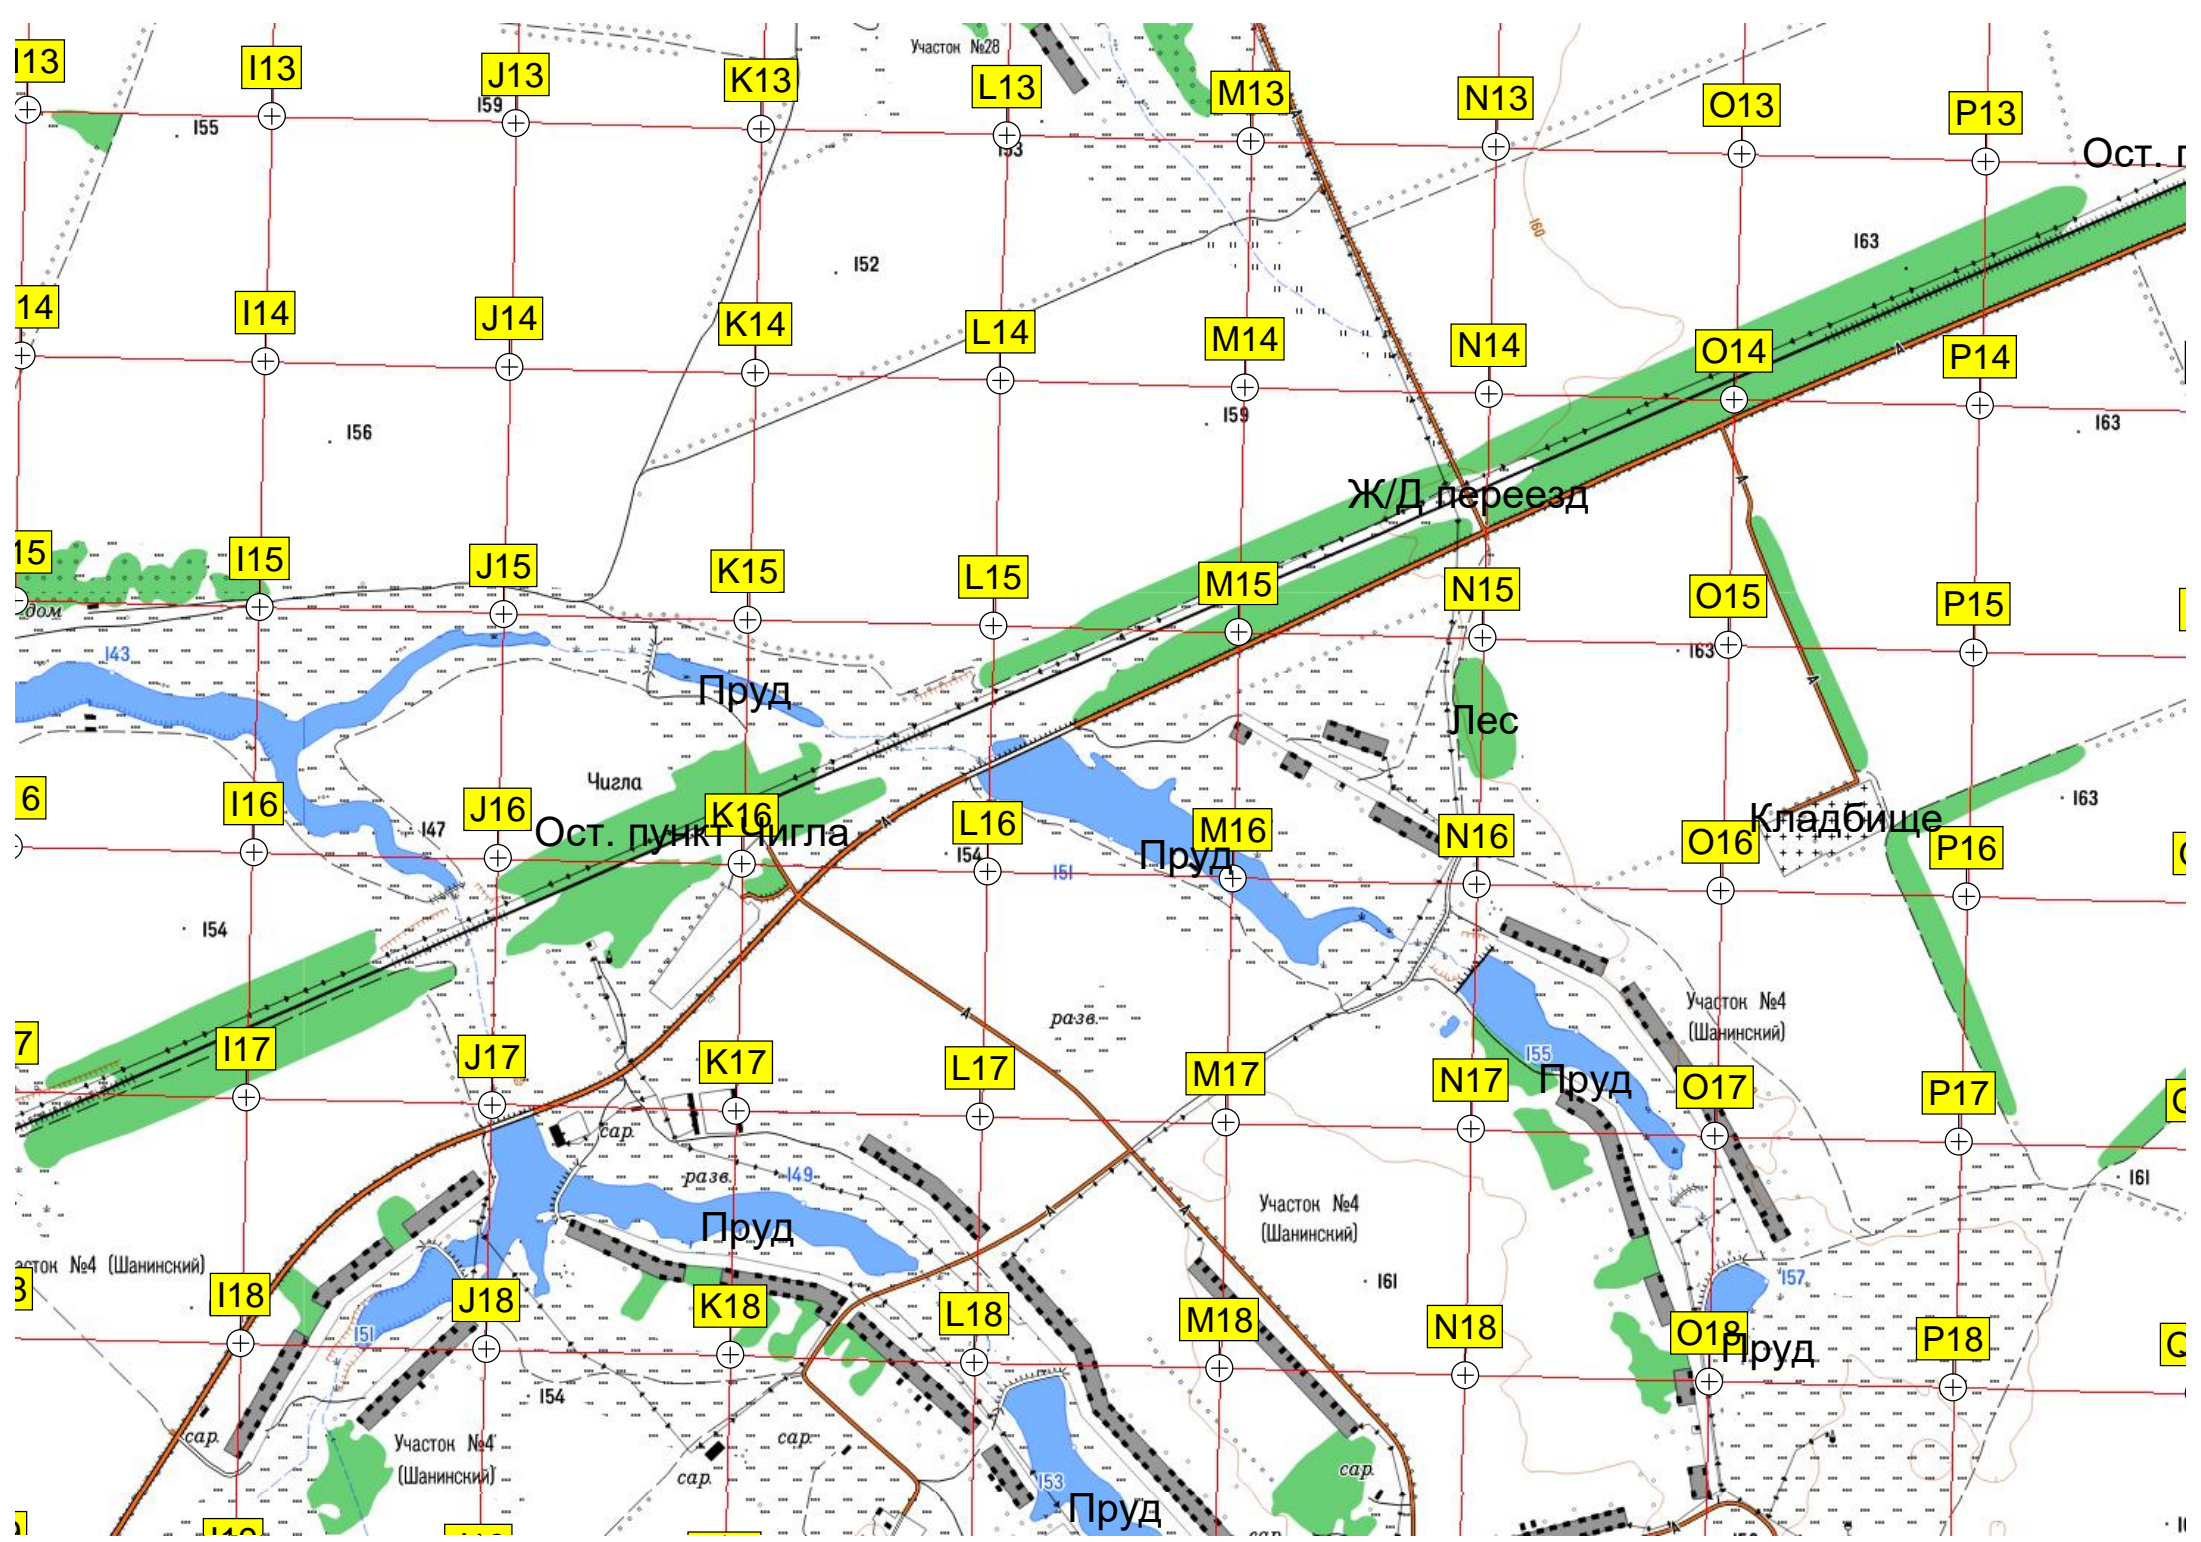 Участок №28
I13
I13
J13
K13
L13
M13
N13
O13
P13
155
159
153
Ост. п
152
160
163
14
I14
J14
K14
L14
M14
N14
O14
P14
156
159
163
Ж/Д переезд
15
I15
J15
K15
L15
M15
N15
O15
P15
дом
143
163
Пруд
Лес
Чигла
6
I16
J16
K16
L16
M16
N16
O16
P16
147
Ост. пункт Чигла
154
151
Пруд
Кладбище
163
154
разв.
Участок №4
(Шанинский)
7
I17
J17
K17
L17
M17
N17
O17
P17
Q
155
Пруд
сар.
разв.
149
Пруд
161
Участок №4
(Шанинский)
асток №4 (Шанинский)
161
157
8
I18
J18
K18
L18
M18
N18
O18
P18
Q
151
Пруд
154
сар.
Участок №4
(Шанинский)
сар.
сар.
153
Пруд
сар.
сар.